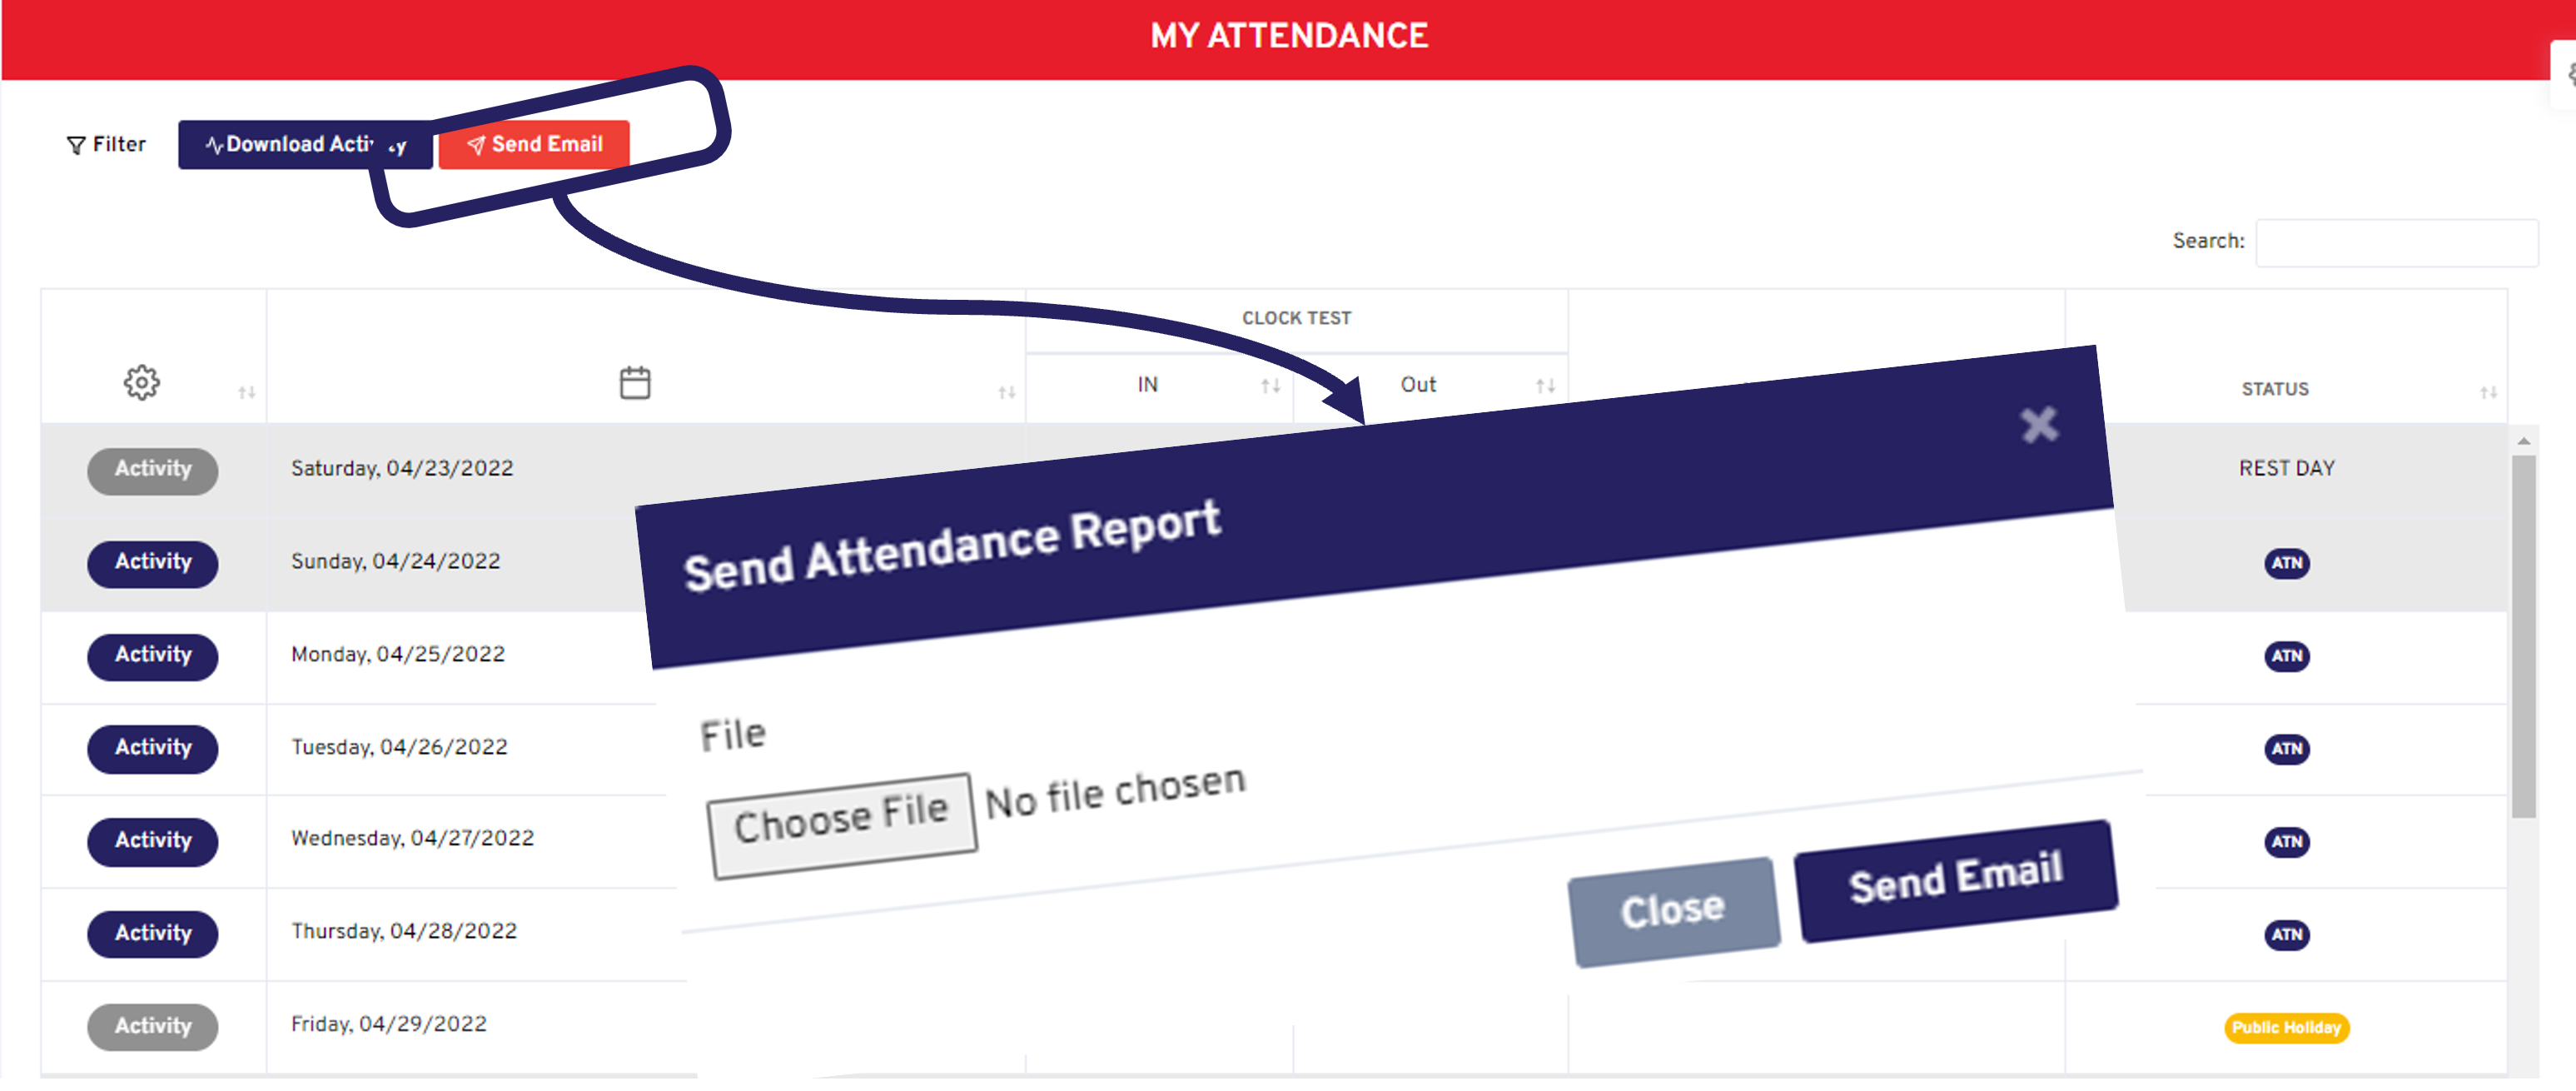 MY ATTENDANCE
Filter
Download Acti y
Send Email
Search:
CLOCK TEST
IN
Out
STATUS
Activity
Saturday, 04/23/2022
REST DAY
Activity
Sunday, 04/24/2022
ATN
Activity
Monday, 04/25/2022
ATN
Activity
Tuesday, 04/26/2022
ATN
Activity
Wednesday, 04/27/2022
ATN
Activity
Thursday, 04/28/2022
ATN
Activity
Friday, 04/29/2022
Public Holiday
Send Attendance Report
File
Choose File No file chosen
Close
Send Email